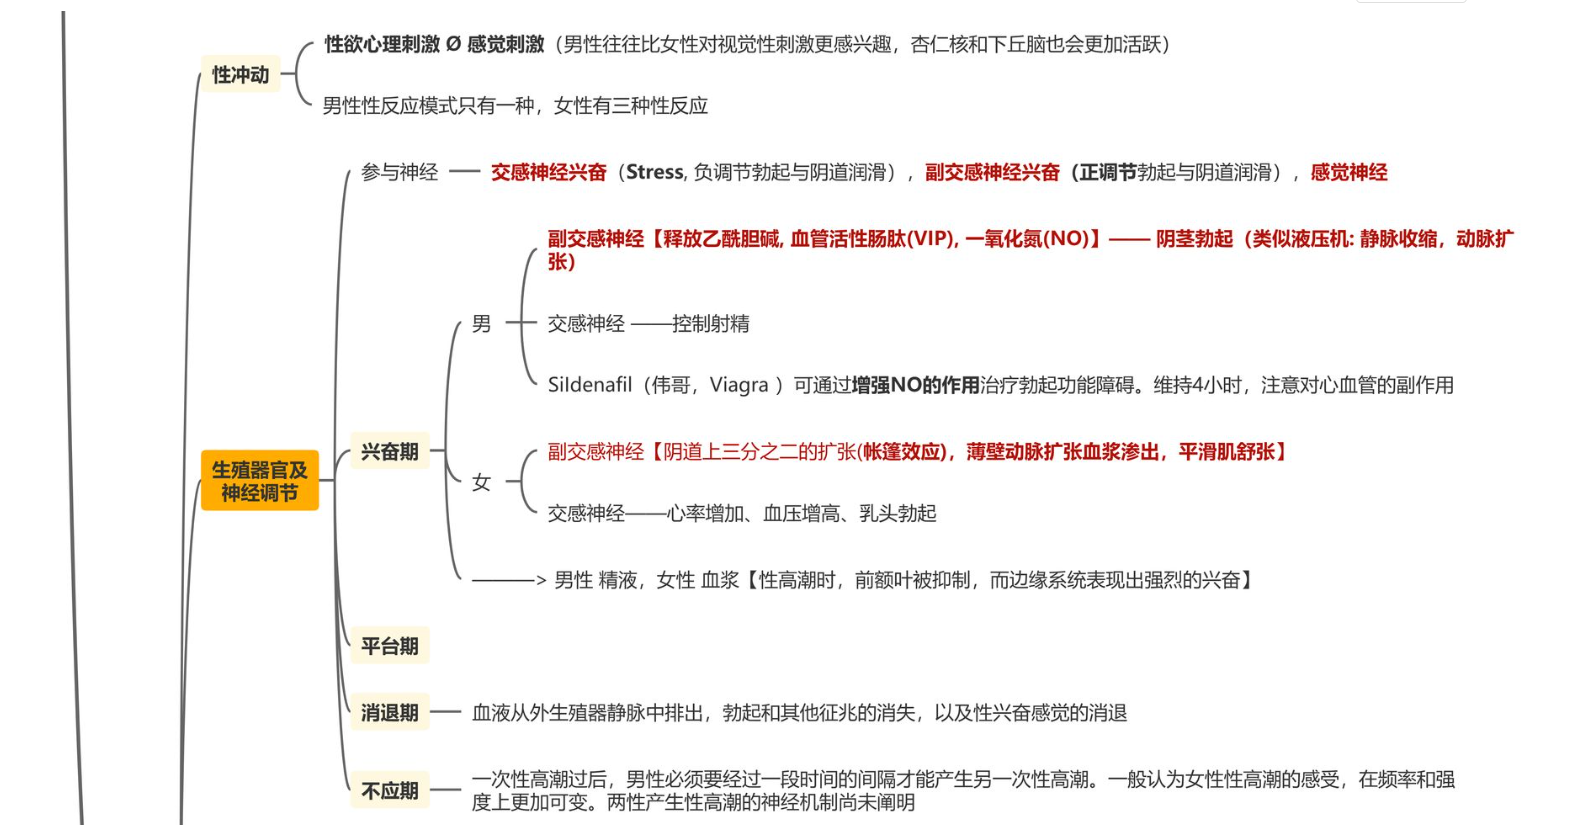 性欲心理刺激 Ø 感觉刺激（男性往往比女性对视觉性刺激更感兴趣，杏仁核和下丘脑也会更加活跃）
性冲动
男性性反应模式只有一种，女性有三种性反应
参与神经
交感神经兴奋（Stress, 负调节勃起与阴道润滑），副交感神经兴奋（正调节勃起与阴道润滑），感觉神经
副交感神经【释放乙酰胆碱, 血管活性肠肽(VIP), 一氧化氮(NO)】—— 阴茎勃起（类似液压机: 静脉收缩，动脉扩
张）
男
交感神经 ——控制射精
Sildenafil（伟哥，Viagra ）可通过增强NO的作用治疗勃起功能障碍。维持4小时，注意对心血管的副作用
兴奋期
副交感神经【阴道上三分之二的扩张(帐篷效应)，薄壁动脉扩张血浆渗出，平滑肌舒张】
女
交感神经——心率增加、血压增高、乳头勃起
生殖器官及
神经调节
———> 男性 精液，女性 血浆【性高潮时，前额叶被抑制，而边缘系统表现出强烈的兴奋】
平台期
消退期
血液从外生殖器静脉中排出，勃起和其他征兆的消失，以及性兴奋感觉的消退
不应期
一次性高潮过后，男性必须要经过一段时间的间隔才能产生另一次性高潮。一般认为女性性高潮的感受，在频率和强
度上更加可变。两性产生性高潮的神经机制尚未阐明